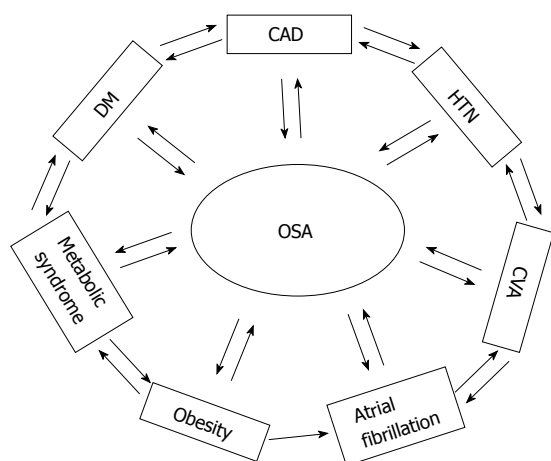 CAD
HTN
DM
OSA
Metabolic
syndrome
CVA
Obesity
Atrial
fibrillation